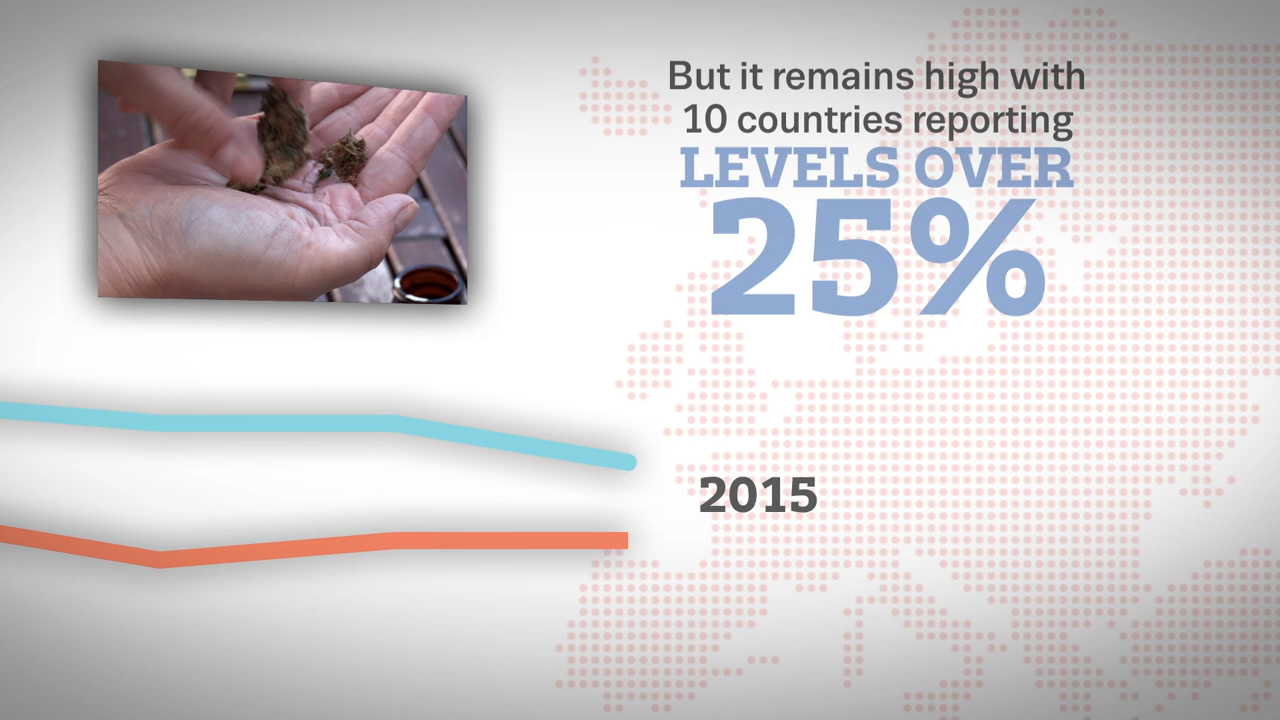 But it remains high with
10 countries reporting
LEVELS OVER
25%
2015